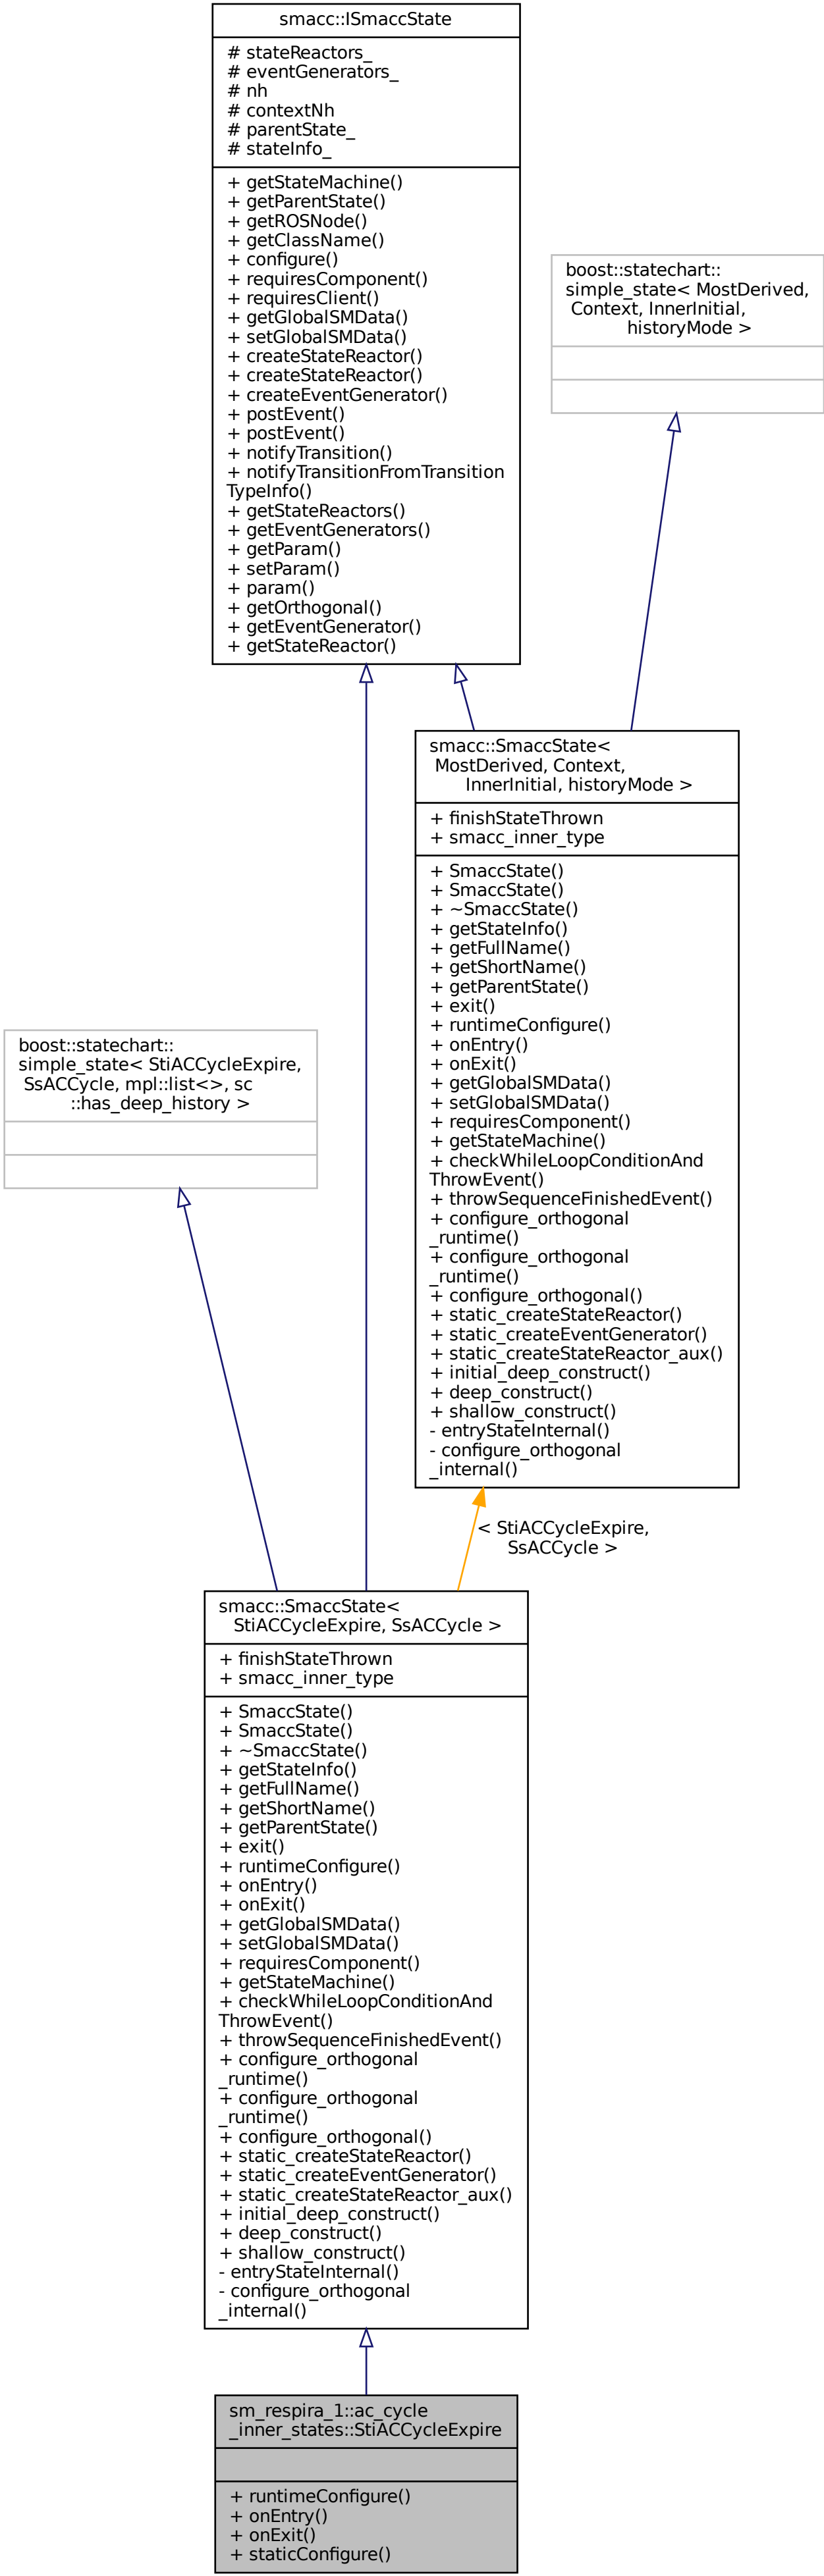 smacc::ISmaccState
# stateReactors_
# eventGenerators_
# nh
# contextNh
# parentState_
# stateInfo_
+ getStateMachine()
+ getParentState()
+ getROSNode()
+ getClassName()
+ configure()
+ requiresComponent()
+ requiresClient()
+ getGlobalSMData()
+ setGlobalSMData()
+ createStateReactor()
+ createStateReactor()
+ createEventGenerator()
+ postEvent()
+ postEvent()
+ notifyTransition()
+ notifyTransitionFromTransition
TypeInfo()
+ getStateReactors()
+ getEventGenerators()
+ getParam()
+ setParam()
+ param()
+ getOrthogonal()
+ getEventGenerator()
+ getStateReactor()
boost::statechart::
simple_state< MostDerived,
Context, InnerInitial,
historyMode >
smacc::SmaccState<
MostDerived, Context,
InnerInitial, historyMode >
+ finishStateThrown
+ smacc_inner_type
+ SmaccState()
+ SmaccState()
+ ~SmaccState()
+ getStateInfo()
+ getFullName()
+ getShortName()
+ getParentState()
+ exit()
+ runtimeConfigure()
+ onEntry()
+ onExit()
+ getGlobalSMData()
+ setGlobalSMData()
+ requiresComponent()
+ getStateMachine()
+ checkWhileLoopConditionAnd
ThrowEvent()
+ throwSequenceFinishedEvent()
+ configure_orthogonal
_runtime()
+ configure_orthogonal
_runtime()
+ configure_orthogonal()
+ static_createStateReactor()
+ static_createEventGenerator()
+ static_createStateReactor_aux()
+ initial_deep_construct()
+ deep_construct()
+ shallow_construct()
- entryStateInternal()
- configure_orthogonal
_internal()
boost::statechart::
simple_state< StiACCycleExpire,
SsACCycle, mpl::list<>, sc
::has_deep_history >
< StiACCycleExpire,
SsACCycle >
smacc::SmaccState<
StiACCycleExpire, SsACCycle >
+ finishStateThrown
+ smacc_inner_type
+ SmaccState()
+ SmaccState()
+ ~SmaccState()
+ getStateInfo()
+ getFullName()
+ getShortName()
+ getParentState()
+ exit()
+ runtimeConfigure()
+ onEntry()
+ onExit()
+ getGlobalSMData()
+ setGlobalSMData()
+ requiresComponent()
+ getStateMachine()
+ checkWhileLoopConditionAnd
ThrowEvent()
+ throwSequenceFinishedEvent()
+ configure_orthogonal
_runtime()
+ configure_orthogonal
_runtime()
+ configure_orthogonal()
+ static_createStateReactor()
+ static_createEventGenerator()
+ static_createStateReactor_aux()
+ initial_deep_construct()
+ deep_construct()
+ shallow_construct()
- entryStateInternal()
- configure_orthogonal
_internal()
sm_respira_1::ac_cycle
_inner_states::StiACCycleExpire
+ runtimeConfigure()
+ onEntry()
+ onExit()
+ staticConfigure()